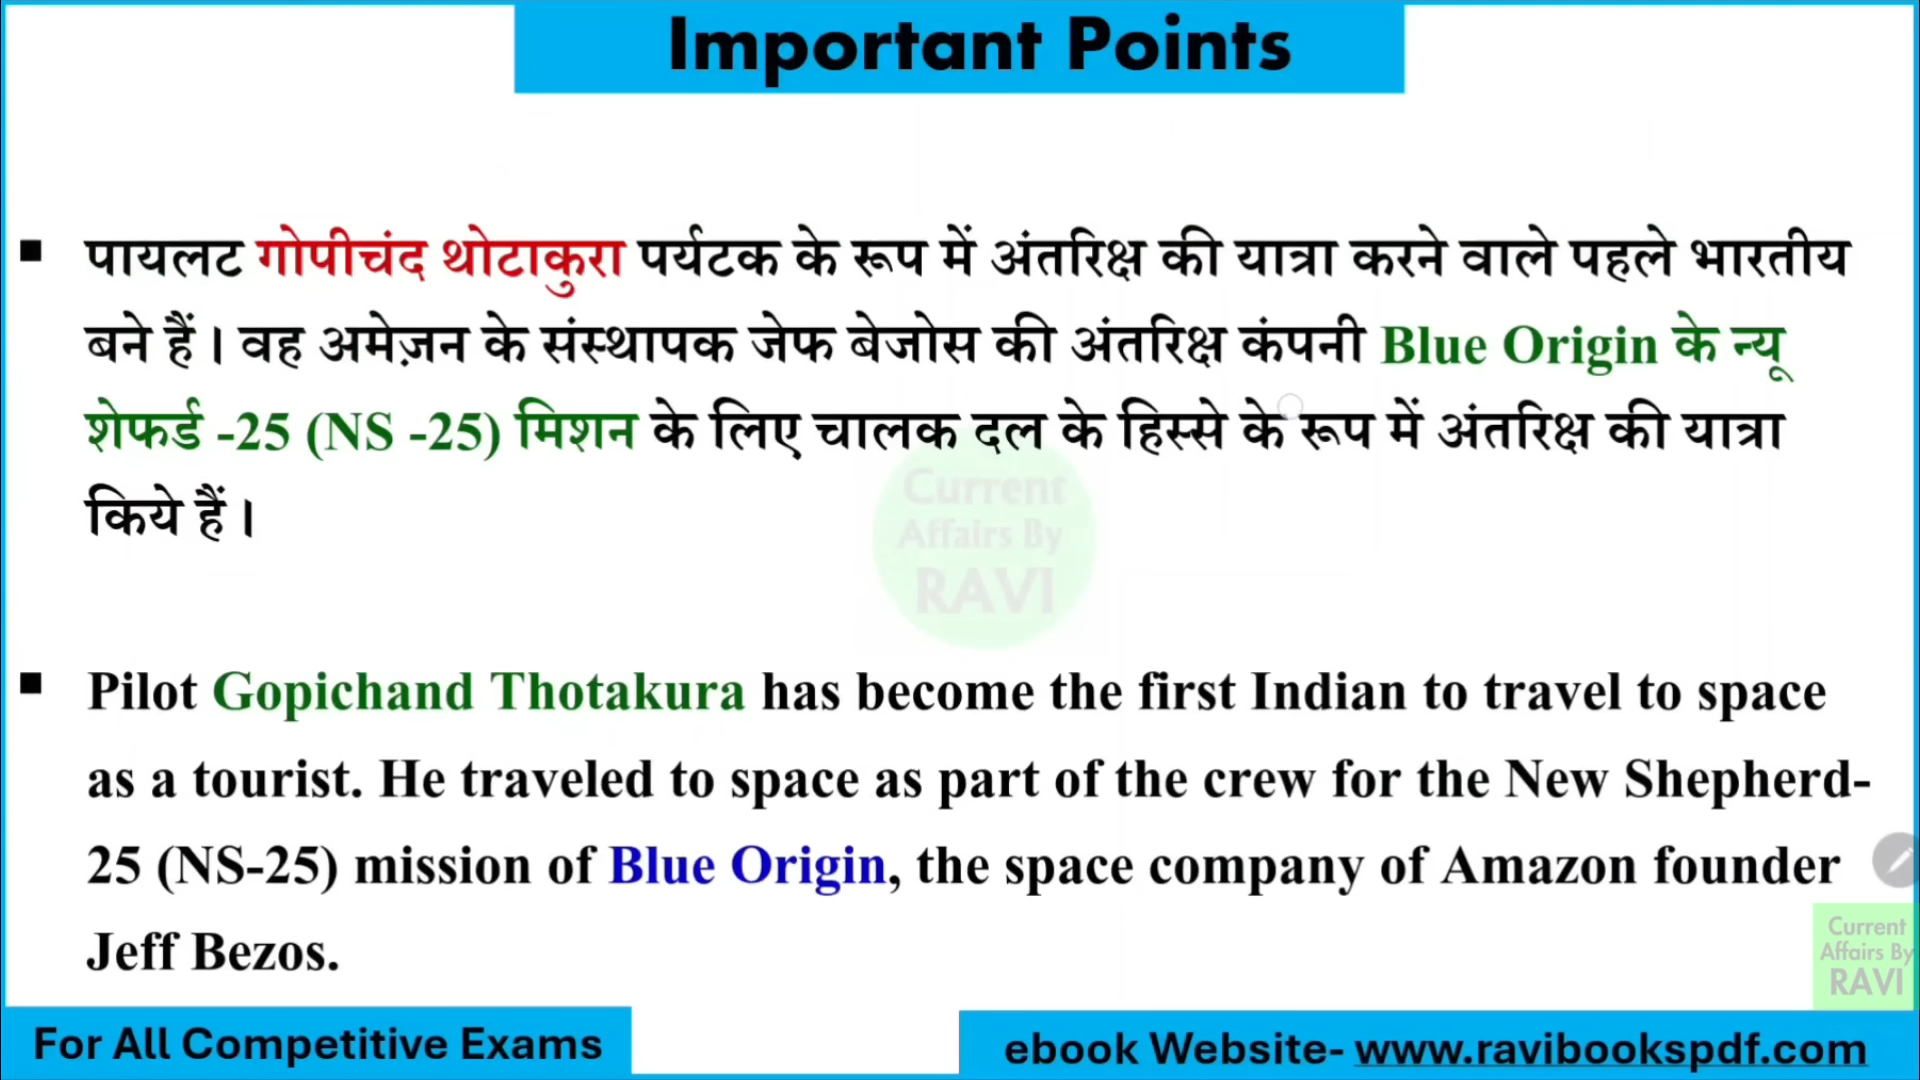 Important Points
▪ पायलट गोपीचंद थोटाकुरा पर्यटक के रूप में अंतरिक्ष की यात्रा करने वाले पहले भारतीय
बने हैं। वह अमेज़न के संस्थापक जेफ बेजोस की अंतरिक्ष कंपनी Blue Origin के न्यू
शेफर्ड -25 (NS -25) मिशन के लिए चालक दल के हिस्से के रूप में अंतरिक्ष की यात्रा
किये हैं।
Current
Affairs By
RAVI
▪ Pilot Gopichand Thotakura has become the first Indian to travel to space
as a tourist. He traveled to space as part of the crew for the New Shepherd-
25 (NS-25) mission of Blue Origin, the space company of Amazon founder
Jeff Bezos.
Current
Affairs By
RAVI
For All Competitive Exams
ebook Website- www.ravibookspdf.com